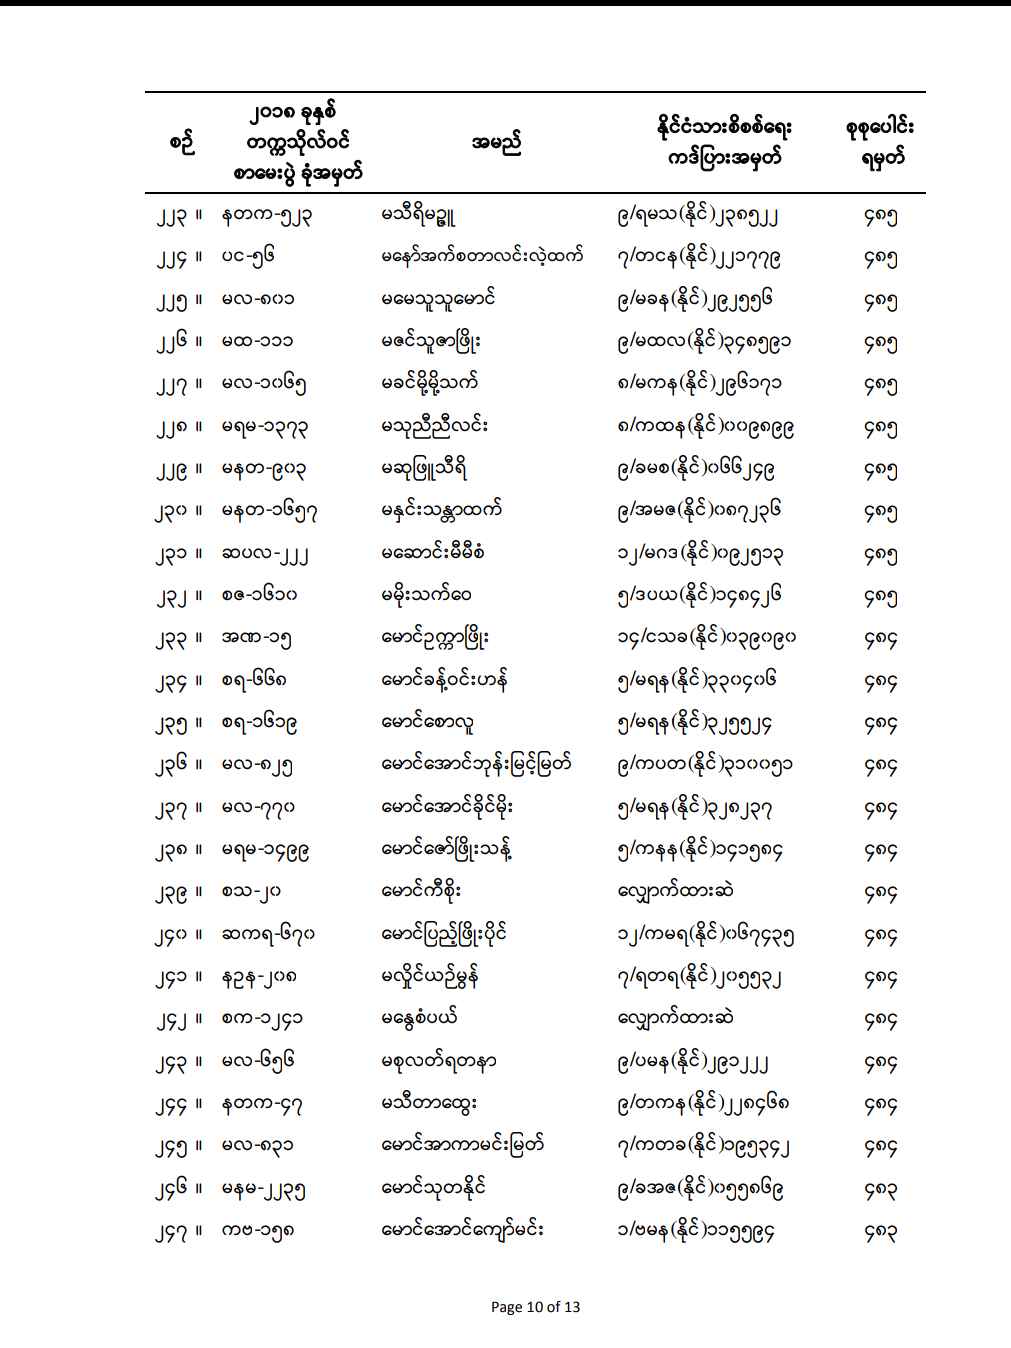 စဉ် ၂၀၁၈ ခုနှစ် တက္ကသိုလ်ဝင် စာမေးပွဲ ခုံအမှတ် အမည် နိုင်ငံသားစိစစ်ရေး ကဒ်ပြားအမှတ် စုစုပေါင်း ရမှတ်
၂၂၃ ။ နတက-၅၂၃ မသီရိမဉ္ဇူ ၉/ရမသ(နိုင်)၂၃၈၅၂၂ ၄၈၅
၂၂၄ ။ ပင-၅၆ မနော်အက်စတာလင်းလဲ့ထက် ၇/တငန(နိုင်)၂၂၁၇၇၉ ၄၈၅
၂၂၅ ။ မလ-၈၀၁ မမေသူသူမောင် ၉/မခန(နိုင်)၂၉၂၅၅၆ ၄၈၅
၂၂၆ ။ မထ-၁၁၁ မဇင်သူဇာဖြိုး ၉/မထလ(နိုင်)၃၄၈၅၉၁ ၄၈၅
၂၂၇ ။ မလ-၁၀၆၅ မခင်မို့မို့သက် ၈/မကန(နိုင်)၂၉၆၁၇၁ ၄၈၅
၂၂၈ ။ မရမ-၁၃၇၃ မသုညီညီလင်း ၈/ကထန(နိုင်)၀၀၉၈၉၉ ၄၈၅
၂၂၉ ။ မနတ-၉၀၃ မဆုဖြူသီရိ ၉/ခမစ(နိုင်)၀၆၆၂၄၉ ၄၈၅
၂၃၀ ။ မနတ-၁၆၅၇ မနှင်းသန္တာထက် ၉/အမဇ(နိုင်)၀၈၇၂၃၆ ၄၈၅
၂၃၁ ။ ဆပလ-၂၂၂ မဆောင်းမီမီစံ ၁၂/မဂဒ(နိုင်)၀၉၂၅၁၃ ၄၈၅
၂၃၂ ။ စဇ-၁၆၁၀ မမိုးသက်ဝေ ၅/ဒပယ(နိုင်)၁၄၈၄၂၆ ၄၈၅
၂၃၃ ။ အဏ-၁၅ မောင်ဉက္ကာဖြိုး ၁၄/ငသခ(နိုင်)၀၃၉၀၉၀ ၄၈၄
၂၃၄ ။ စရ-၆၆၈ မောင်ခန့်ဝင်းဟန် ၅/မရန(နိုင်)၃၃၀၄၀၆ ၄၈၄
၂၃၅ ။ စရ-၁၆၁၉ မောင်စောလူ ၅/မရန(နိုင်)၃၂၅၅၂၄ ၄၈၄
၂၃၆ ။ မလ-၈၂၅ မောင်အောင်ဘုန်းမြင့်မြတ် ၉/ကပတ(နိုင်)၃၁၀၀၅၁ ၄၈၄
၂၃၇ ။ မလ-၇၇၀ မောင်အောင်ခိုင်မိုး ၅/မရန(နိုင်)၃၂၈၂၃၇ ၄၈၄
၂၃၈ ။ မရမ-၁၄၉၉ မောင်ဇော်ဖြိုးသန့် ၅/ကနန(နိုင်)၁၄၁၅၈၄ ၄၈၄
၂၃၉ ။ စသ-၂၀ မောင်ကီစိုး လျှောက်ထားဆဲ ၄၈၄
၂၄၀ ။ ဆကရ-၆၇၀ မောင်ပြည့်ဖြိုးပိုင် ၁၂/ကမရ(နိုင်)၀၆၇၄၃၅ ၄၈၄
၂၄၁ ။ နဥန-၂၀၈ မလှိုင်ယဉ်မွန် ၇/ရတရ(နိုင်)၂၀၅၅၃၂ ၄၈၄
၂၄၂ ။ စက-၁၂၄၁ မနွေစံပယ် လျှောက်ထားဆဲ ၄၈၄
၂၄၃ ။ မလ-၆၅၆ မစုလတ်ရတနာ ၉/ပမန(နိုင်)၂၉၁၂၂၂ ၄၈၄
၂၄၄ ။ နတက-၄၇ မသီတာထွေး ၉/တကန(နိုင်)၂၂၈၄၆၈ ၄၈၄
၂၄၅ ။ မလ-၈၃၁ မောင်အာကာမင်းမြတ် ၇/ကတခ(နိုင်)၁၉၅၃၄၂ ၄၈၄
၂၄၆ ။ မနမ-၂၂၃၅ မောင်သုတနိုင် ၉/ခအဇ(နိုင်)၀၅၅၈၆၉ ၄၈၃
၂၄၇ ။ ကဗ-၁၅၈ မောင်အောင်ကျော်မင်း ၁/ဗမန(နိုင်)၁၁၅၅၉၄ ၄၈၃
Page 10 of 13